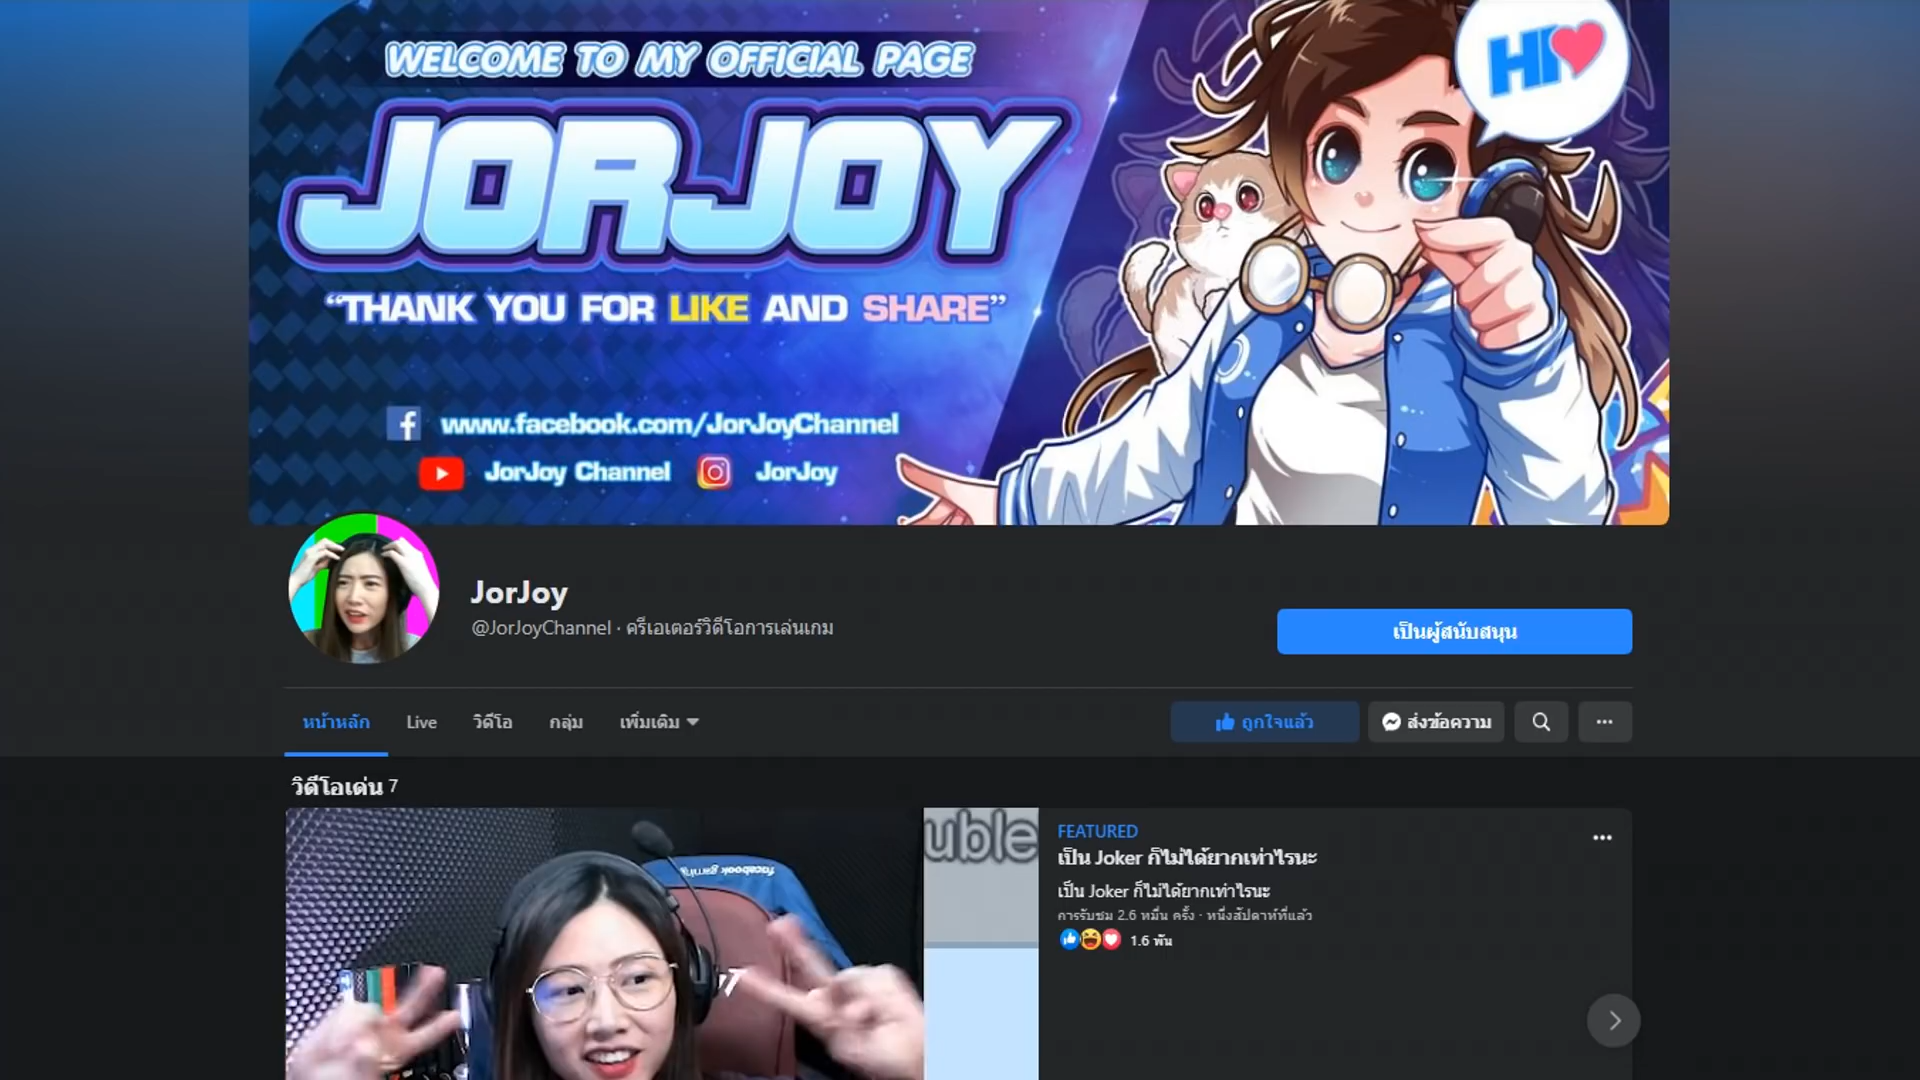 WELCOME TO MY OFFICIAL PAGE
HI
JORJOY
“THANK YOU FOR LIKE AND SHARE”
www.facebook.com/JorJoyChannel
JorJoy Channel JorJoy
JorJoy
@JorJoyChannel · ครีเอเตอร์วิดีโอการเล่นเกม
เป็นผู้สนับสนุน
หน้าหลัก Live วิดีโอ กลุ่ม เพิ่มเติม ถูกใจแล้ว ส่งข้อความ
วิดีโอเด่น 7
uble
facebook gaming
FEATURED
เป็น Joker ก็ไม่ได้ยากเท่าไรนะ
เป็น Joker ก็ไม่ได้ยากเท่าไรนะ
การรับชม 2.6 หมื่น ครั้ง · หนึ่งสัปดาห์ที่แล้ว
1.6 พัน